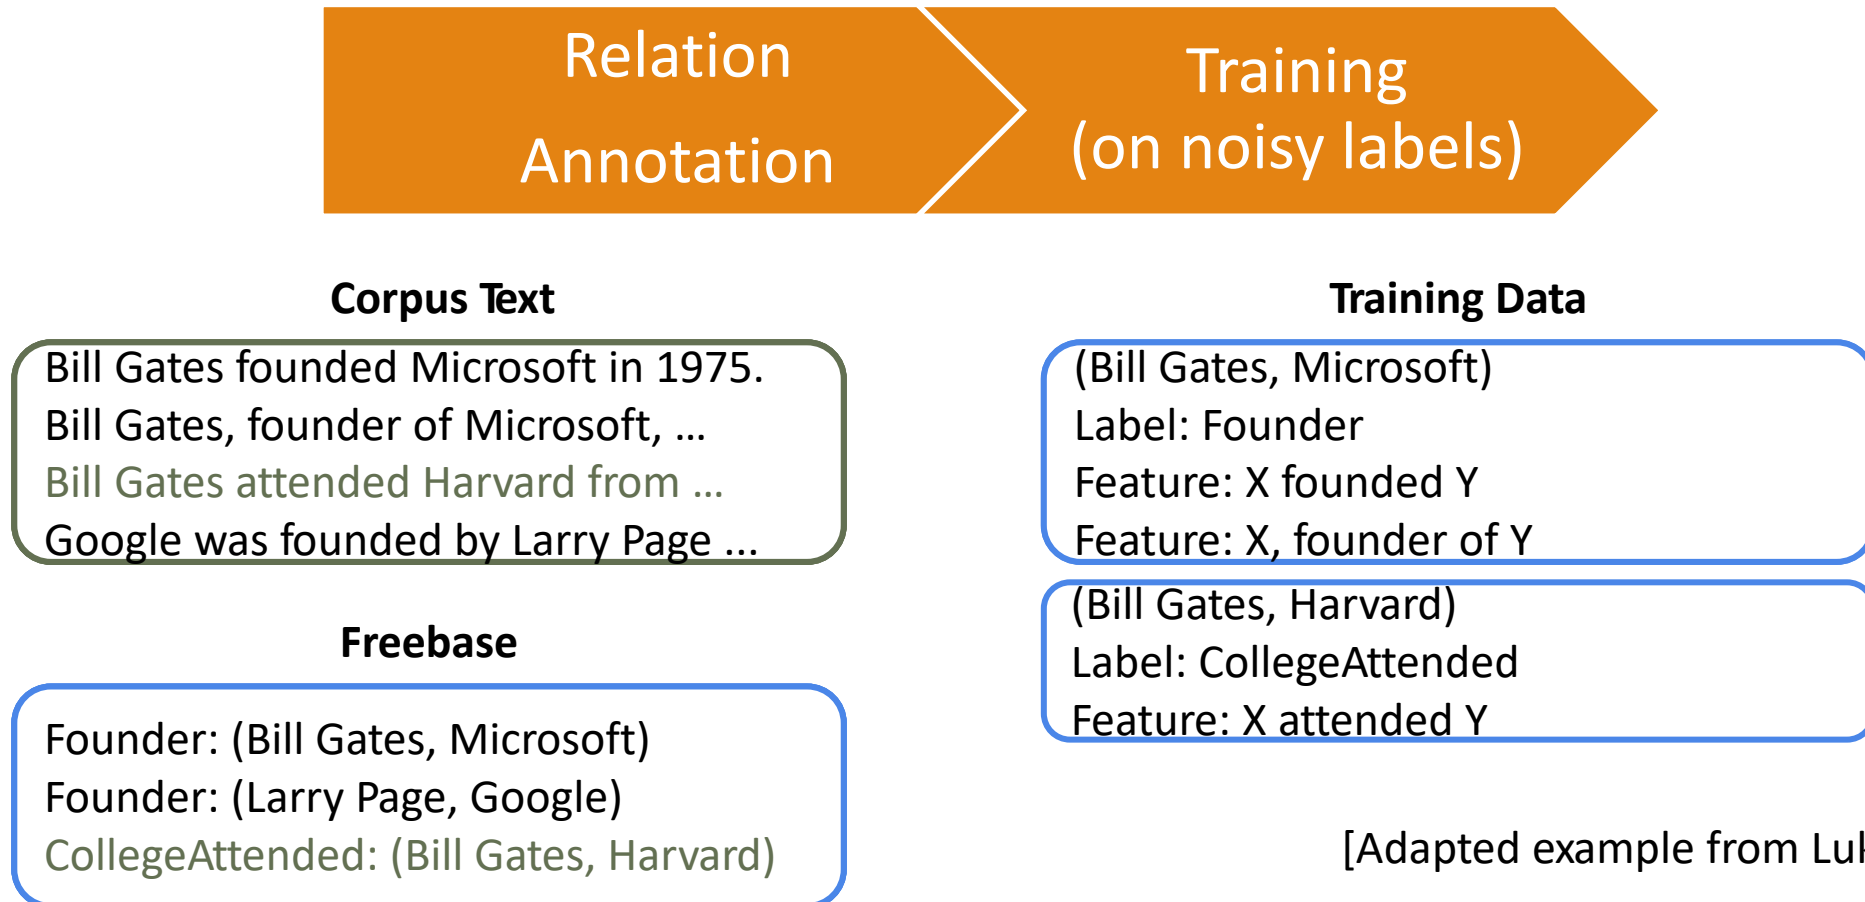 Relation
Annotation
Training
(on noisy labels)
Corpus Text
Bill Gates founded Microsoft in 1975.
Bill Gates, founder of Microsoft, …
Bill Gates attended Harvard from …
Google was founded by Larry Page ...
Freebase
Founder: (Bill Gates, Microsoft)
Founder: (Larry Page, Google)
CollegeAttended: (Bill Gates, Harvard)
Training Data
(Bill Gates, Microsoft)
Label: Founder
Feature: X founded Y
Feature: X, founder of Y
(Bill Gates, Harvard)
Label: CollegeAttended
Feature: X attended Y
[Adapted example from